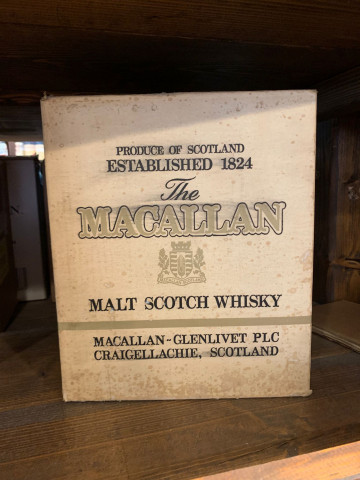 PRODUCE OF SCOTLAND
ESTABLISHED 1824
The
MACALLAN
MALT SCOTCH WHISKY
MACALLAN-GLENLIVET PLC
CRAIGELLACHIE, SCOTLAND